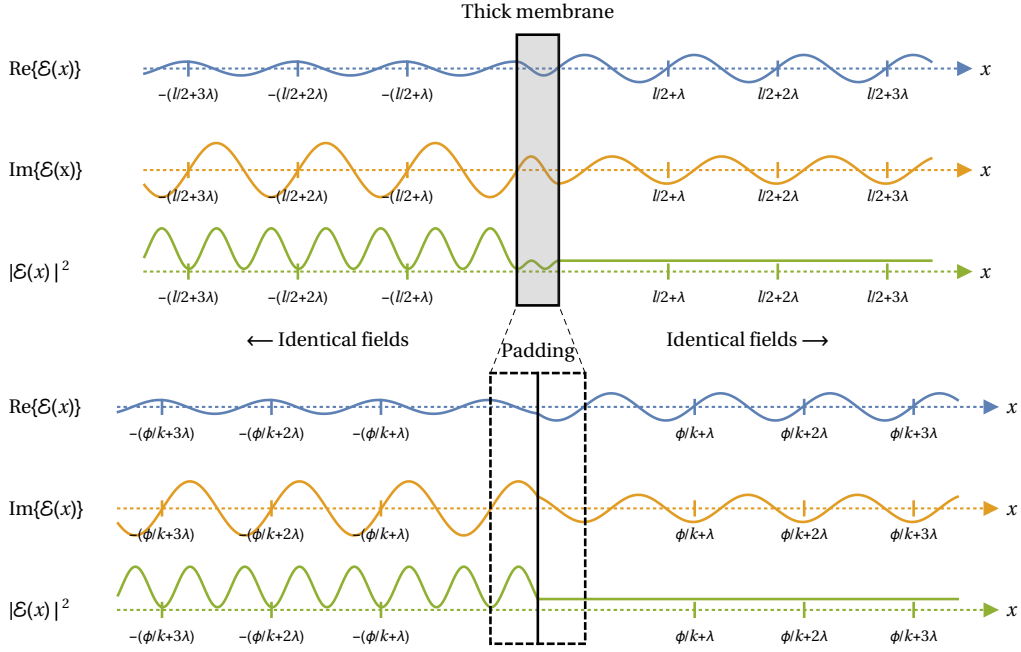 Thick membrane
Re{ℰ(x)}
x
−(l/2+3λ) −(l/2+2λ) −(l/2+λ) l/2+λ l/2+2λ l/2+3λ
Im{ℰ(x)}
x
−(l/2+3λ) −(l/2+2λ) −(l/2+λ) l/2+λ l/2+2λ l/2+3λ
|ℰ(x)|²
x
−(l/2+3λ) −(l/2+2λ) −(l/2+λ) l/2+λ l/2+2λ l/2+3λ
⟵ Identical fields Identical fields ⟶
Padding
Re{ℰ(x)}
x
−(ϕ/k+3λ) −(ϕ/k+2λ) −(ϕ/k+λ) ϕ/k+λ ϕ/k+2λ ϕ/k+3λ
Im{ℰ(x)}
x
−(ϕ/k+3λ) −(ϕ/k+2λ) −(ϕ/k+λ) ϕ/k+λ ϕ/k+2λ ϕ/k+3λ
|ℰ(x)|²
x
−(ϕ/k+3λ) −(ϕ/k+2λ) −(ϕ/k+λ) ϕ/k+λ ϕ/k+2λ ϕ/k+3λ